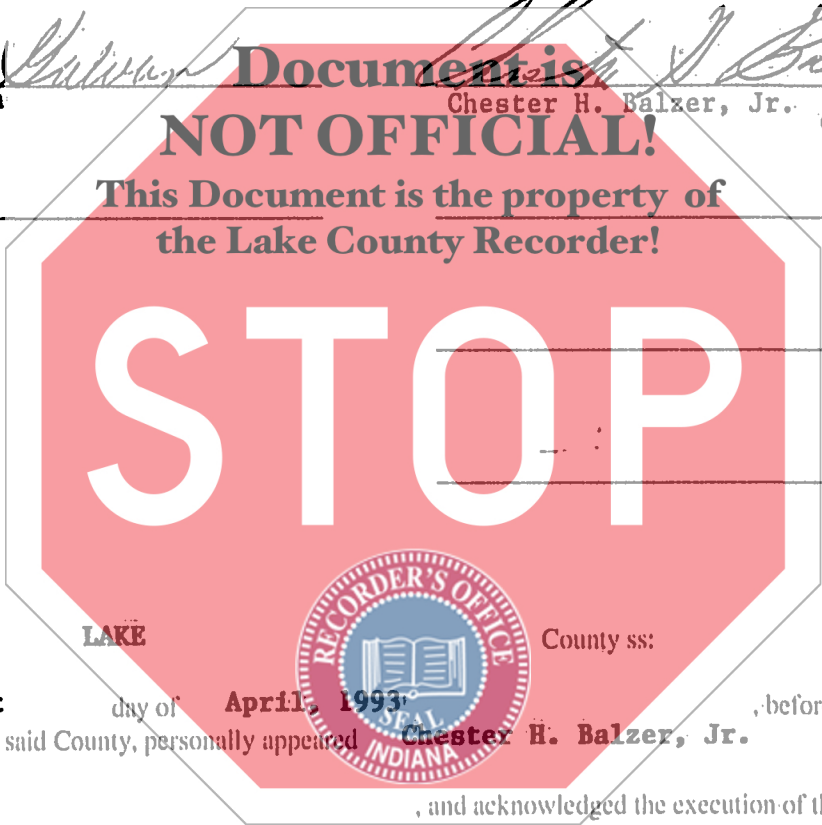 Document is
Chester H. Balzer, Jr.
NOT OFFICIAL!
This Document is the property of
the Lake County Recorder!
STOP
RECORDER'S OFFICE
LAKE County ss:
day of April, 1993 , before
SEAL
said County, personally appeared Chester H. Balzer, Jr.
INDIANA
, and acknowledged the execution of